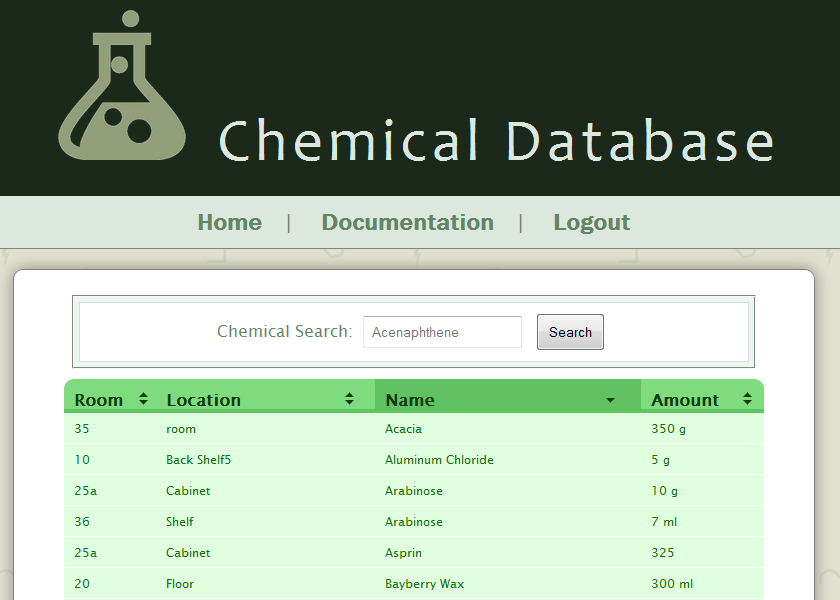 Chemical Database
Home | Documentation | Logout
Chemical Search: Acenaphthene Search
Room Location Name Amount
35 room Acacia 350 g
10 Back Shelf5 Aluminum Chloride 5 g
25a Cabinet Arabinose 10 g
36 Shelf Arabinose 7 ml
25a Cabinet Asprin 325
20 Floor Bayberry Wax 300 ml